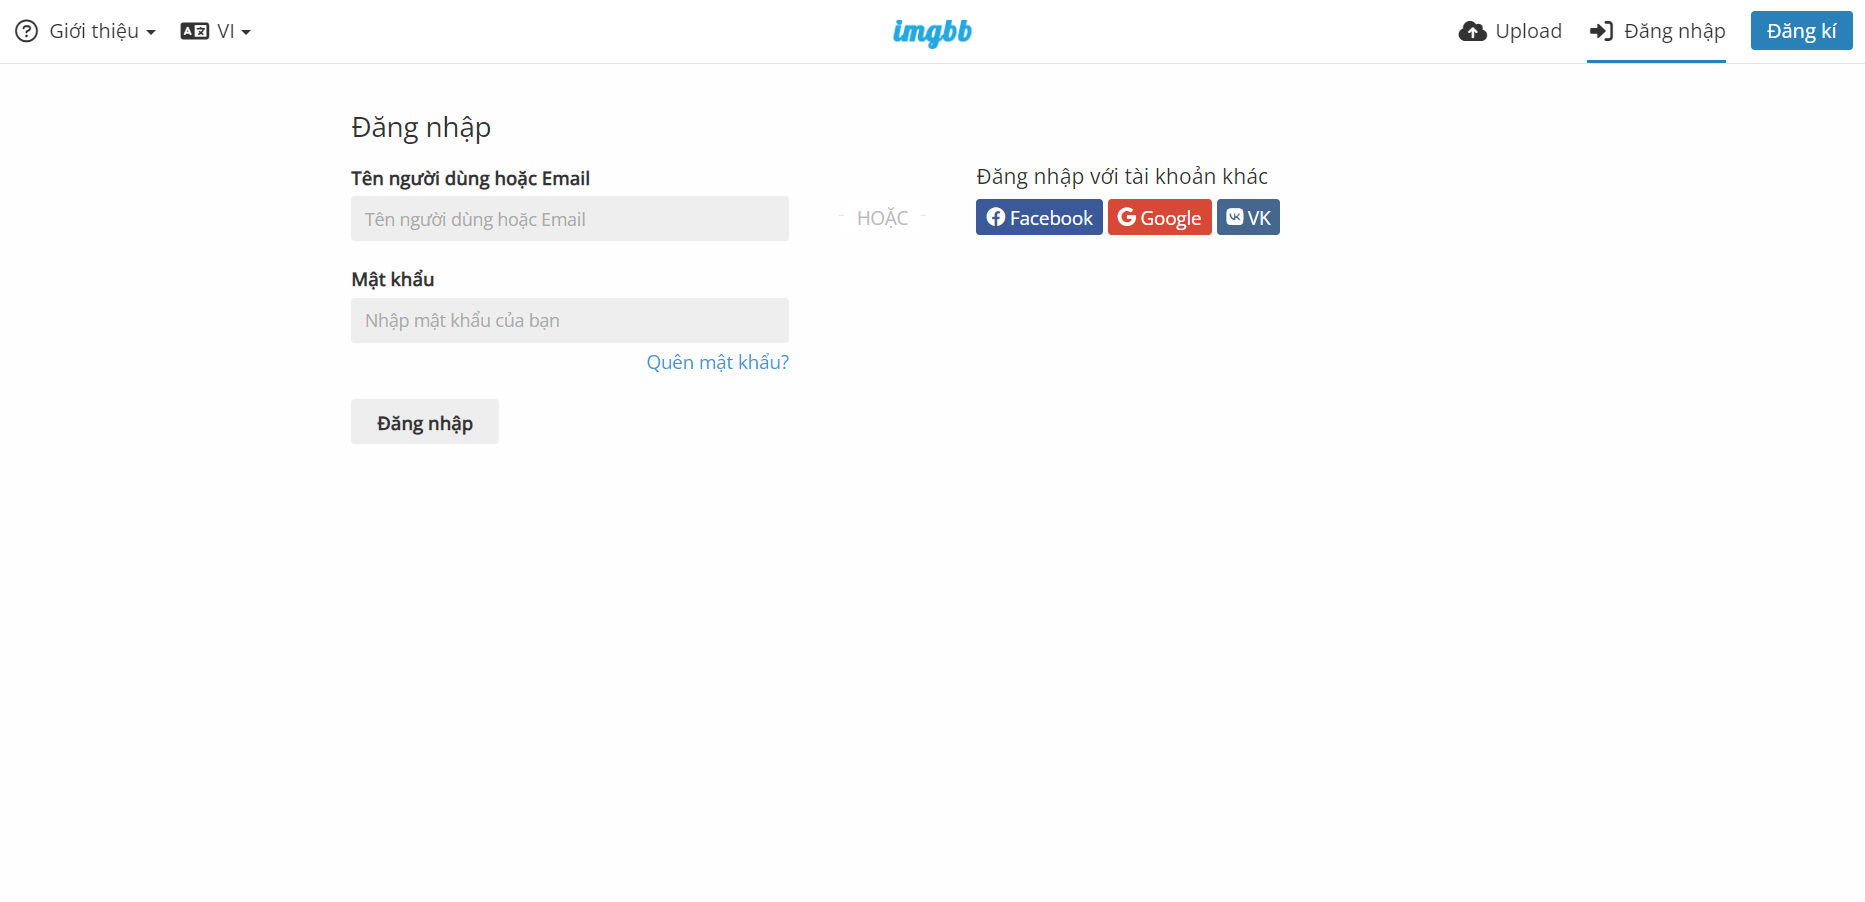 Giới thiệu
VI
imgbb
Upload
Đăng nhập
Đăng kí
Đăng nhập
Tên người dùng hoặc Email
Tên người dùng hoặc Email
Mật khẩu
Nhập mật khẩu của bạn
Quên mật khẩu?
Đăng nhập
HOẶC
Đăng nhập với tài khoản khác
Facebook
Google
VK